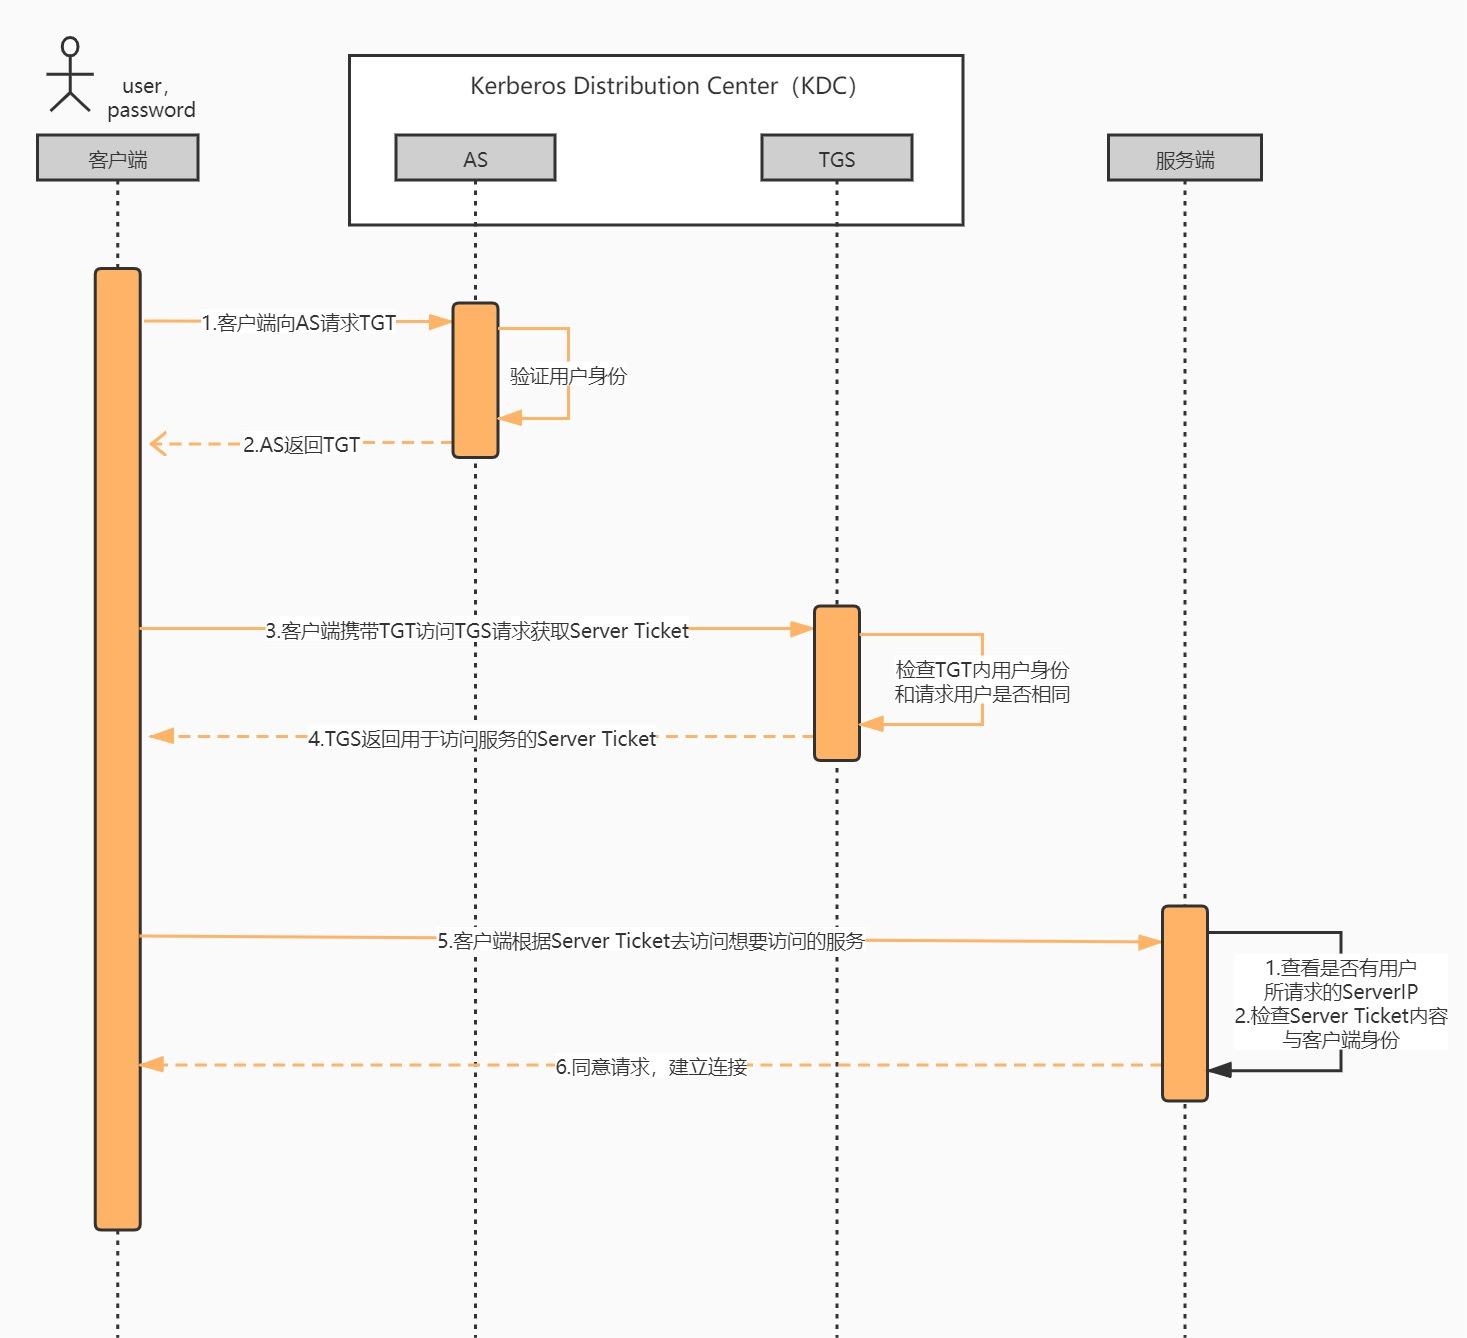 user，
password
Kerberos Distribution Center（KDC）
客户端
AS
TGS
服务端
1.客户端向AS请求TGT
验证用户身份
2.AS返回TGT
3.客户端携带TGT访问TGS请求获取Server Ticket
检查TGT内用户身份
和请求用户是否相同
4.TGS返回用于访问服务的Server Ticket
5.客户端根据Server Ticket去访问想要访问的服务
1.查看是否有用户
所请求的ServerIP
2.检查Server Ticket内容
与客户端身份
6.同意请求，建立连接